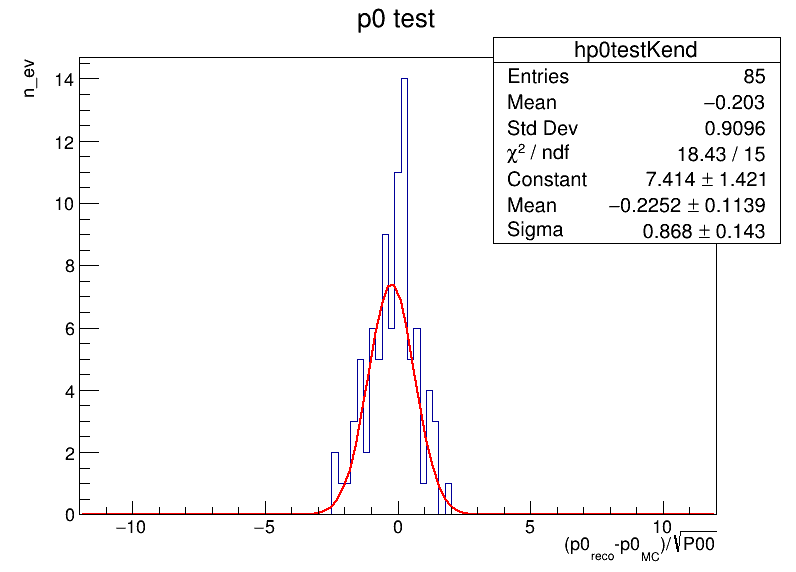 p0 test
hp0testKend
Entries 85
Mean −0.203
Std Dev 0.9096
χ² / ndf 18.43 / 15
Constant 7.414 ± 1.421
Mean −0.2252 ± 0.1139
Sigma 0.868 ± 0.143
n_ev
14
12
10
8
6
4
2
0
−10 −5 0 5 10
(p0reco-p0MC)/√P00